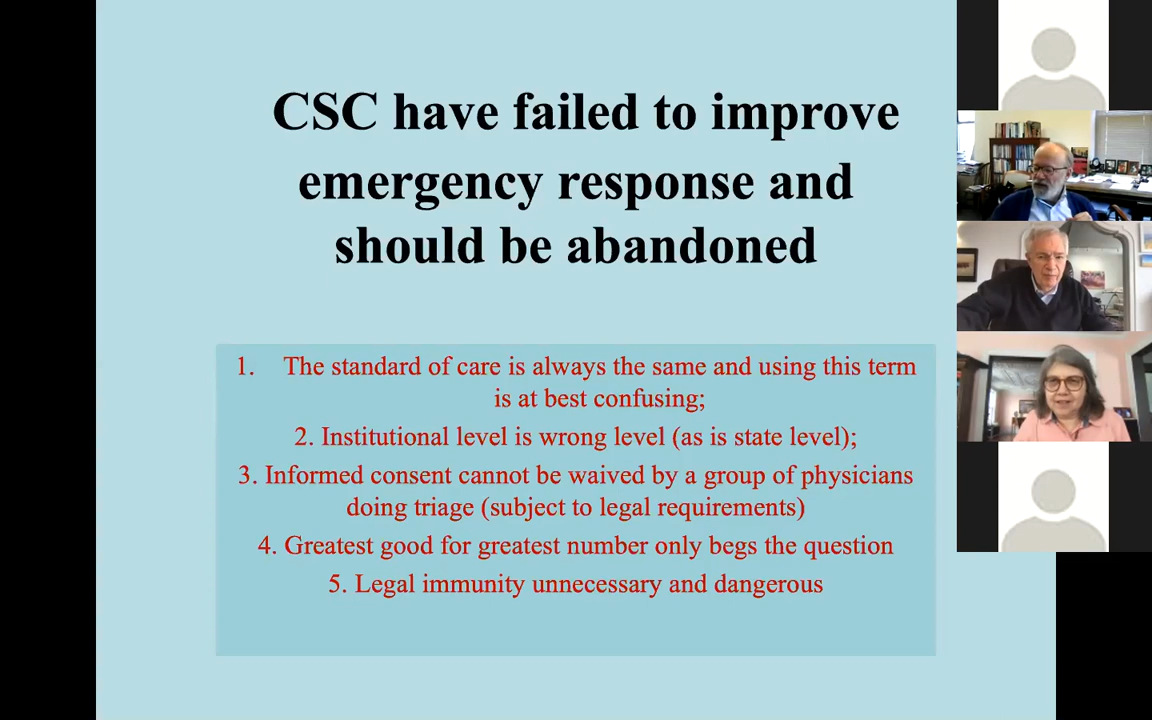 CSC have failed to improve
emergency response and
should be abandoned
1. The standard of care is always the same and using this term
is at best confusing;
2. Institutional level is wrong level (as is state level);
3. Informed consent cannot be waived by a group of physicians
doing triage (subject to legal requirements)
4. Greatest good for greatest number only begs the question
5. Legal immunity unnecessary and dangerous